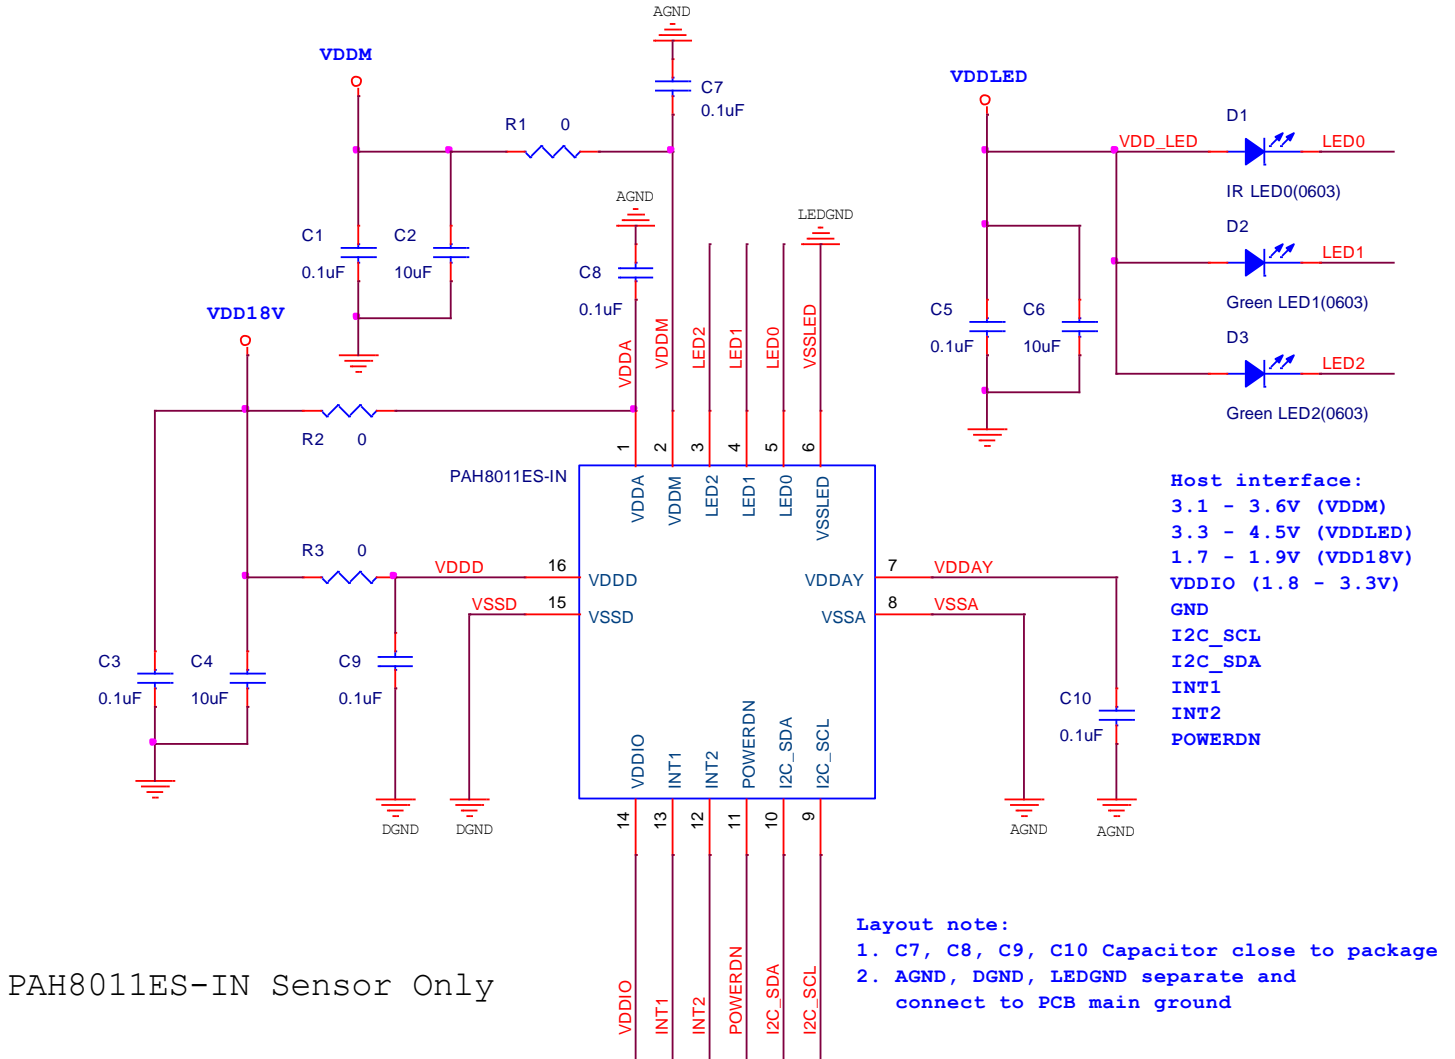 AGND
VDDM
C7
0.1uF
VDDLED
R1 0
D1
VDD_LED
LED0
IR LED0(0603)
AGND
LEDGND
C1
0.1uF
C2
10uF
C8
0.1uF
D2
LED1
Green LED1(0603)
VDD18V
C5
0.1uF
C6
10uF
D3
LED2
Green LED2(0603)
VDDA
VDDM
LED2
LED1
LED0
VSSLED
R2 0
1
2
3
4
5
6
PAH8011ES-IN
VDDA
VDDM
LED2
LED1
LED0
VSSLED
Host interface:
3.1 - 3.6V (VDDM)
3.3 - 4.5V (VDDLED)
1.7 - 1.9V (VDD18V)
VDDIO (1.8 - 3.3V)
GND
I2C_SCL
I2C_SDA
INT1
INT2
POWERDN
R3 0
VDDD
16
VDDD
VDDAY
7
VDDAY
VSSD
15
VSSD
VSSA
8
VSSA
C3
0.1uF
C4
10uF
C9
0.1uF
C10
0.1uF
VDDIO
INT1
INT2
POWERDN
I2C_SDA
I2C_SCL
DGND
DGND
AGND
AGND
14
13
12
11
10
9
VDDIO
INT1
INT2
POWERDN
I2C_SDA
I2C_SCL
Layout note:
1. C7, C8, C9, C10 Capacitor close to package
2. AGND, DGND, LEDGND separate and
connect to PCB main ground
PAH8011ES-IN Sensor Only